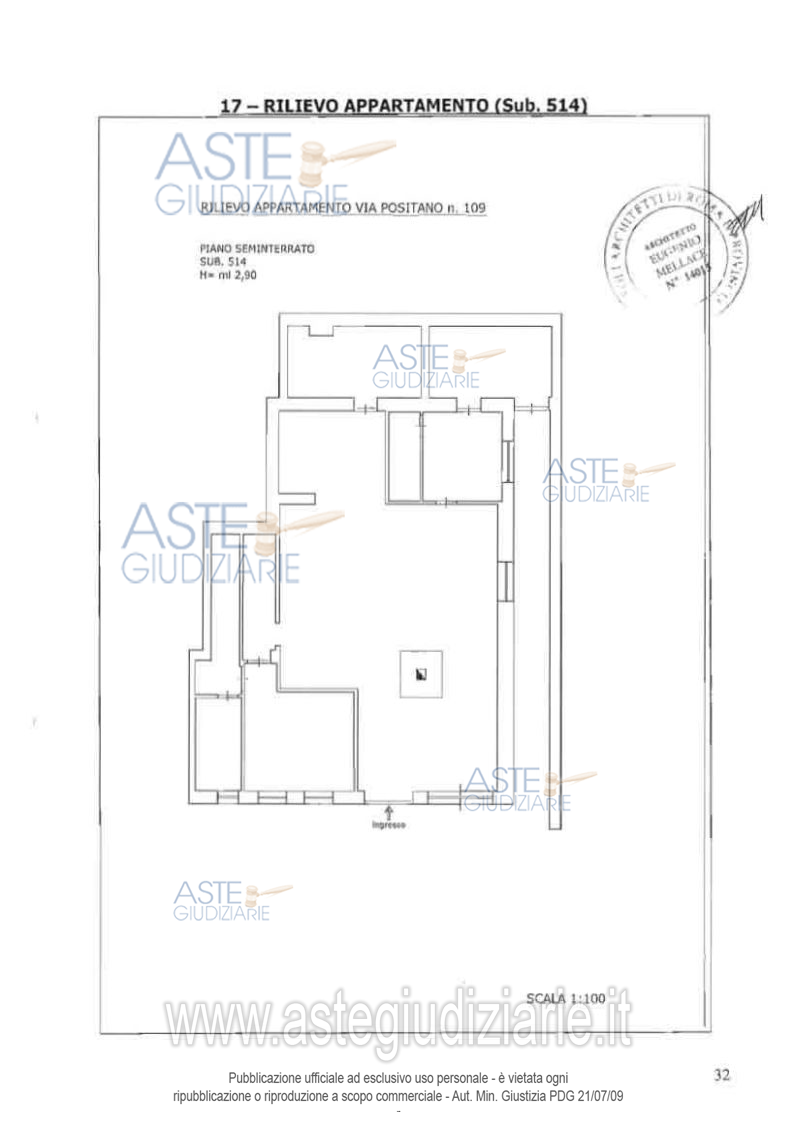 17 – RILIEVO APPARTAMENTO (Sub. 514)
ASTE
GIUDIZIARIE
RILIEVO APPARTAMENTO VIA POSITANO n. 109
PIANO SEMINTERRATO
SUB. 514
H= ml 2,90
ARCHITETTI DI ROMA E PROVINCIA
ARCHITETTO
EUGENIO
MELLACE
N° 14015
ASTE
GIUDIZIARIE
ASTE
GIUDIZIARIE
ASTE
GIUDIZIARIE
ASTE
GIUDIZIARIE
Ingresso
ASTE
GIUDIZIARIE
SCALA 1:100
www.astegiudiziarie.it
32
Pubblicazione ufficiale ad esclusivo uso personale - è vietata ogni
ripubblicazione o riproduzione a scopo commerciale - Aut. Min. Giustizia PDG 21/07/09
-